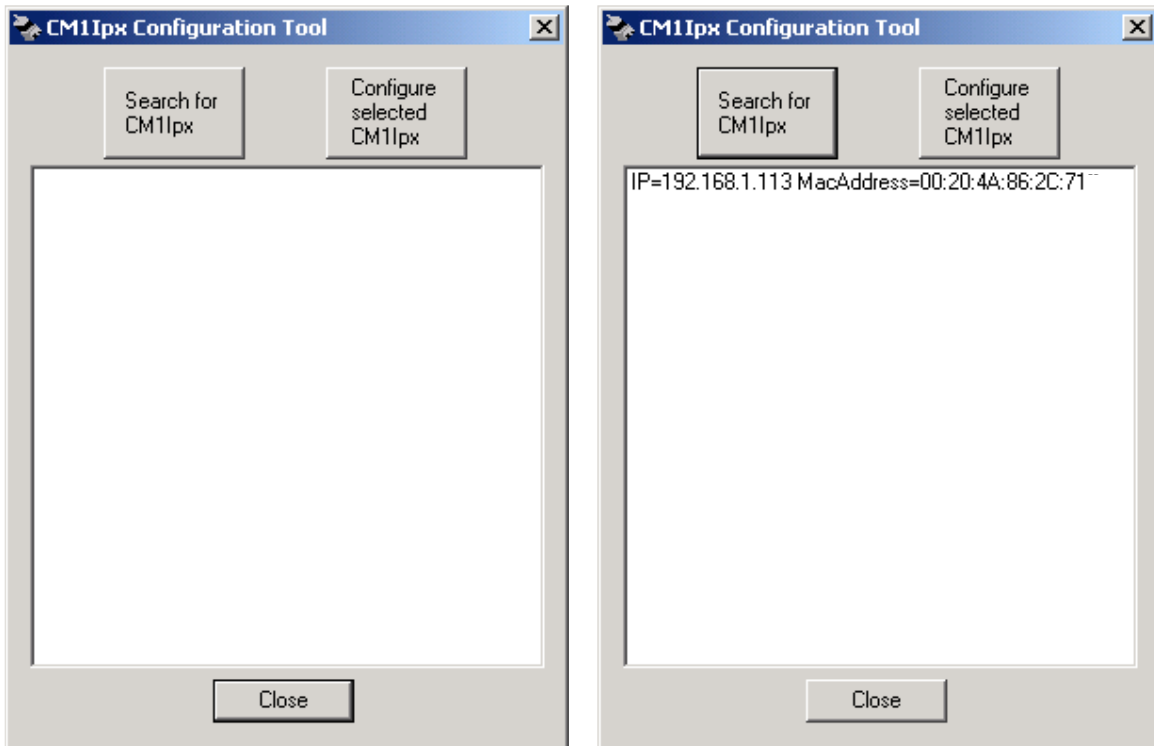 CM1Ipx Configuration Tool
Search for
CM1Ipx
Configure
selected
CM1Ipx
Close
CM1Ipx Configuration Tool
Search for
CM1Ipx
Configure
selected
CM1Ipx
IP=192.168.1.113 MacAddress=00:20:4A:86:2C:71
Close